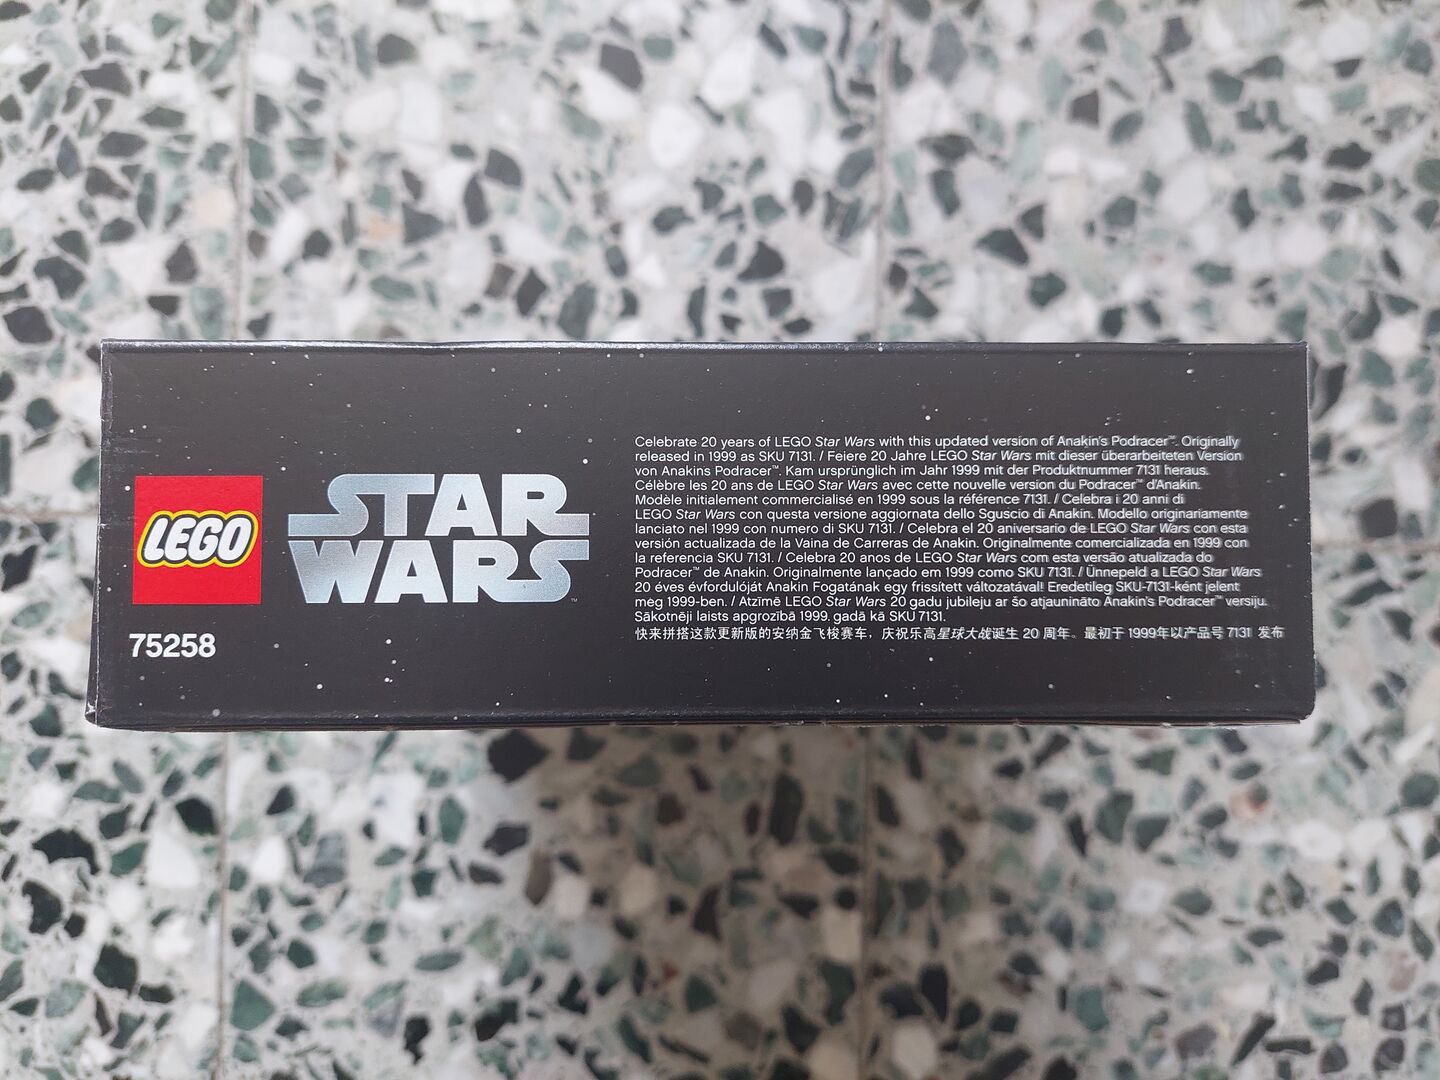 LEGO
STAR
WARS™
75258
Celebrate 20 years of LEGO Star Wars with this updated version of Anakin's Podracer™. Originally
released in 1999 as SKU 7131. / Feiere 20 Jahre LEGO Star Wars mit dieser überarbeiteten Version
von Anakins Podracer™. Kam ursprünglich im Jahr 1999 mit der Produktnummer 7131 heraus.
Célèbre les 20 ans de LEGO Star Wars avec cette nouvelle version du Podracer™ d'Anakin.
Modèle initialement commercialisé en 1999 sous la référence 7131. / Celebra i 20 anni di
LEGO Star Wars con questa versione aggiornata dello Sguscio di Anakin. Modello originariamente
lanciato nel 1999 con numero di SKU 7131. / Celebra el 20 aniversario de LEGO Star Wars con esta
versión actualizada de la Vaina de Carreras de Anakin. Originalmente comercializada en 1999 con
la referencia SKU 7131. / Celebra 20 anos de LEGO Star Wars com esta versão atualizada do
Podracer™ de Anakin. Originalmente lançado em 1999 como SKU 7131. / Ünnepeld a LEGO Star Wars
20 éves évfordulóját Anakin Fogatának egy frissített változatával! Eredetileg SKU-7131-ként jelent
meg 1999-ben. / Atzīmē LEGO Star Wars 20 gadu jubileju ar šo atjaunināto Anakin's Podracer™ versiju.
Sākotnēji laists apgrozībā 1999. gadā kā SKU 7131.
快来拼搭这款更新版的安纳金飞梭赛车，庆祝乐高星球大战诞生 20 周年。最初于 1999年以产品号 7131 发布